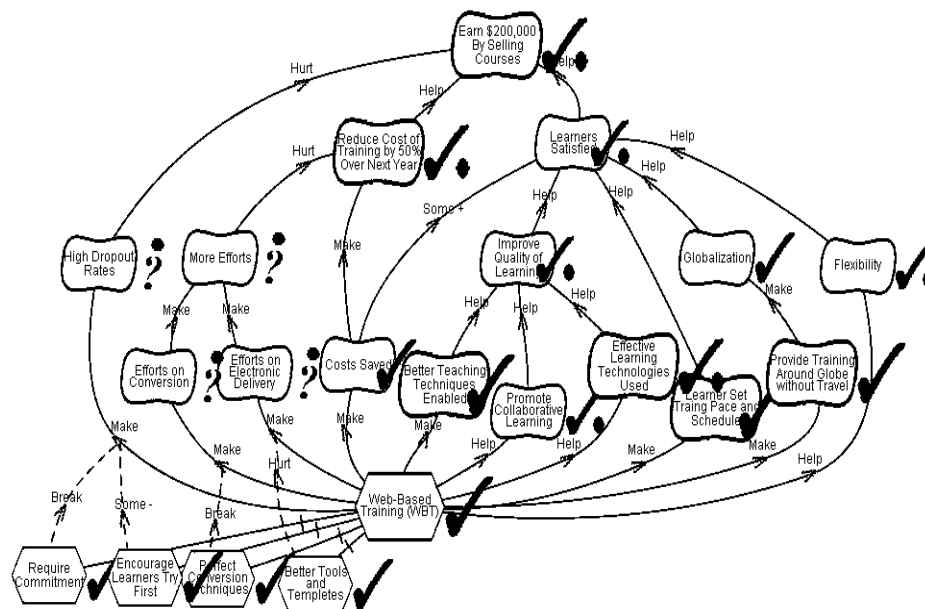 Earn $200,000
By Selling
Courses
Help
Hurt
Help
Reduce Cost of
Training by 50%
Over Next Year
Learners
Satisfied
Help
Hurt
Help
Help
Help
Some +
High Dropout
Rates
?
More Efforts
?
Make
Improve
Quality of
Learning
Globalization
Flexibility
Make
Make
Help
Help
Help
Make
Efforts on
Conversion
?
Efforts on
Electronic
Delivery
?
Costs Saved
Better Teaching
Techniques
Enabled
Promote
Collaborative
Learning
Effective
Learning
Technologies
Used
Learner Set
Traing Pace and
Schedule
Provide Training
Around Globe
without Travel
Make
Make
Make
Make
Make
Help
Help
Make
Make
Help
Break
Some -
Break
Hurt
Web-Based
Training (WBT)
Require
Commitment
Encourage
Learners Try
First
Perfect
Conversion
Techniques
Better Tools
and
Templetes